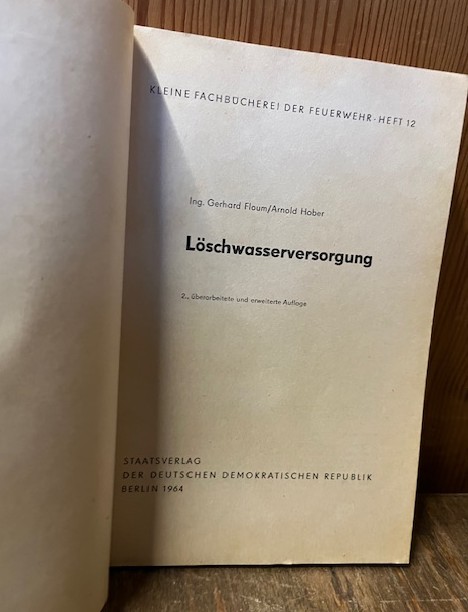 KLEINE FACHBÜCHEREI DER FEUERWEHR · HEFT 12
Ing. Gerhard Flaum/Arnold Haber
Löschwasserversorgung
2., überarbeitete und erweiterte Auflage
STAATSVERLAG
DER DEUTSCHEN DEMOKRATISCHEN REPUBLIK
BERLIN 1964